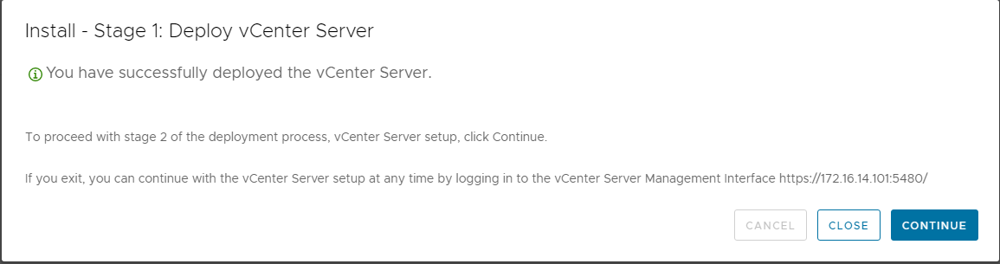 Install - Stage 1: Deploy vCenter Server
You have successfully deployed the vCenter Server.
To proceed with stage 2 of the deployment process, vCenter Server setup, click Continue.
If you exit, you can continue with the vCenter Server setup at any time by logging in to the vCenter Server Management Interface https://172.16.14.101:5480/
CANCEL CLOSE CONTINUE